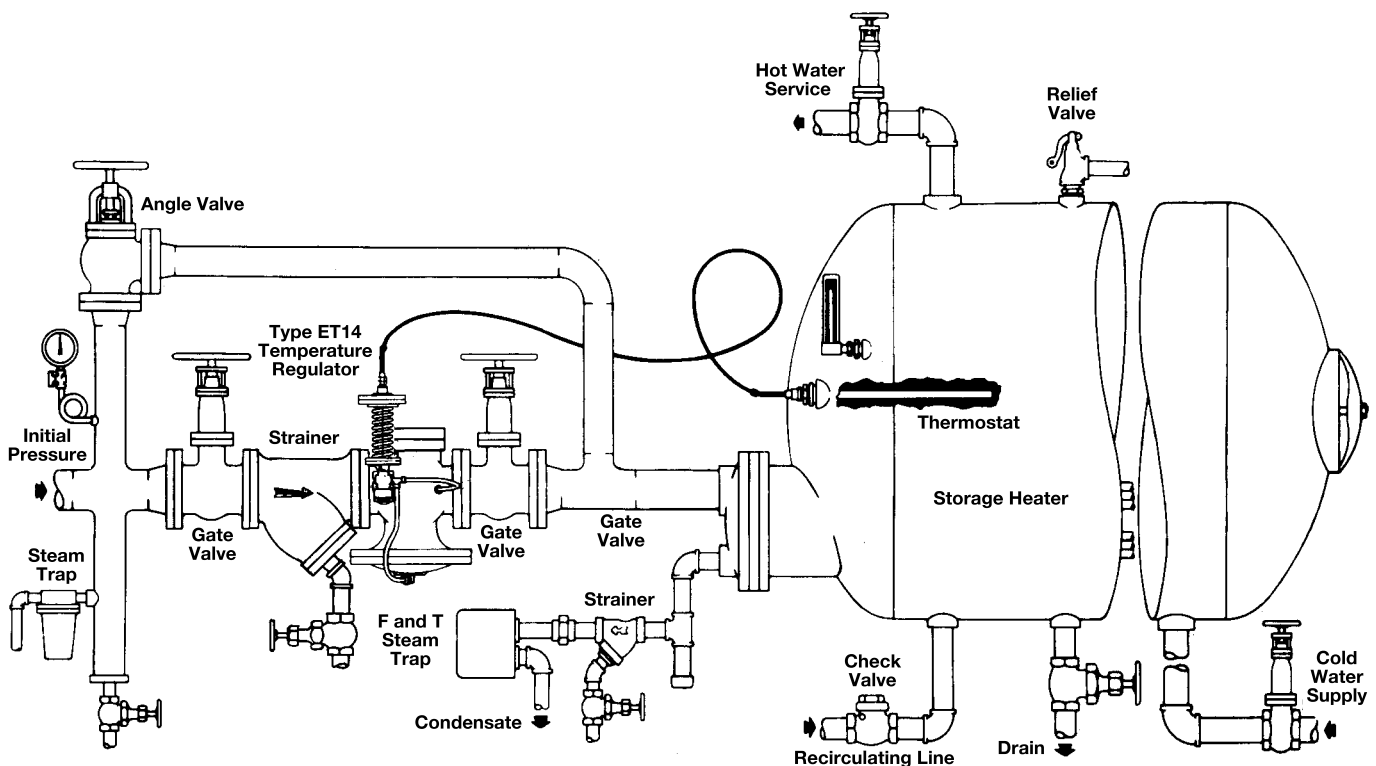 Hot Water
Service
Relief
Valve
Angle Valve
Type ET14
Temperature
Regulator
Initial
Pressure
Strainer
Thermostat
Storage Heater
Gate
Valve
Gate
Valve
Gate
Valve
Steam
Trap
F and T
Steam
Trap
Strainer
Condensate
Check
Valve
Recirculating Line
Drain
Cold
Water
Supply